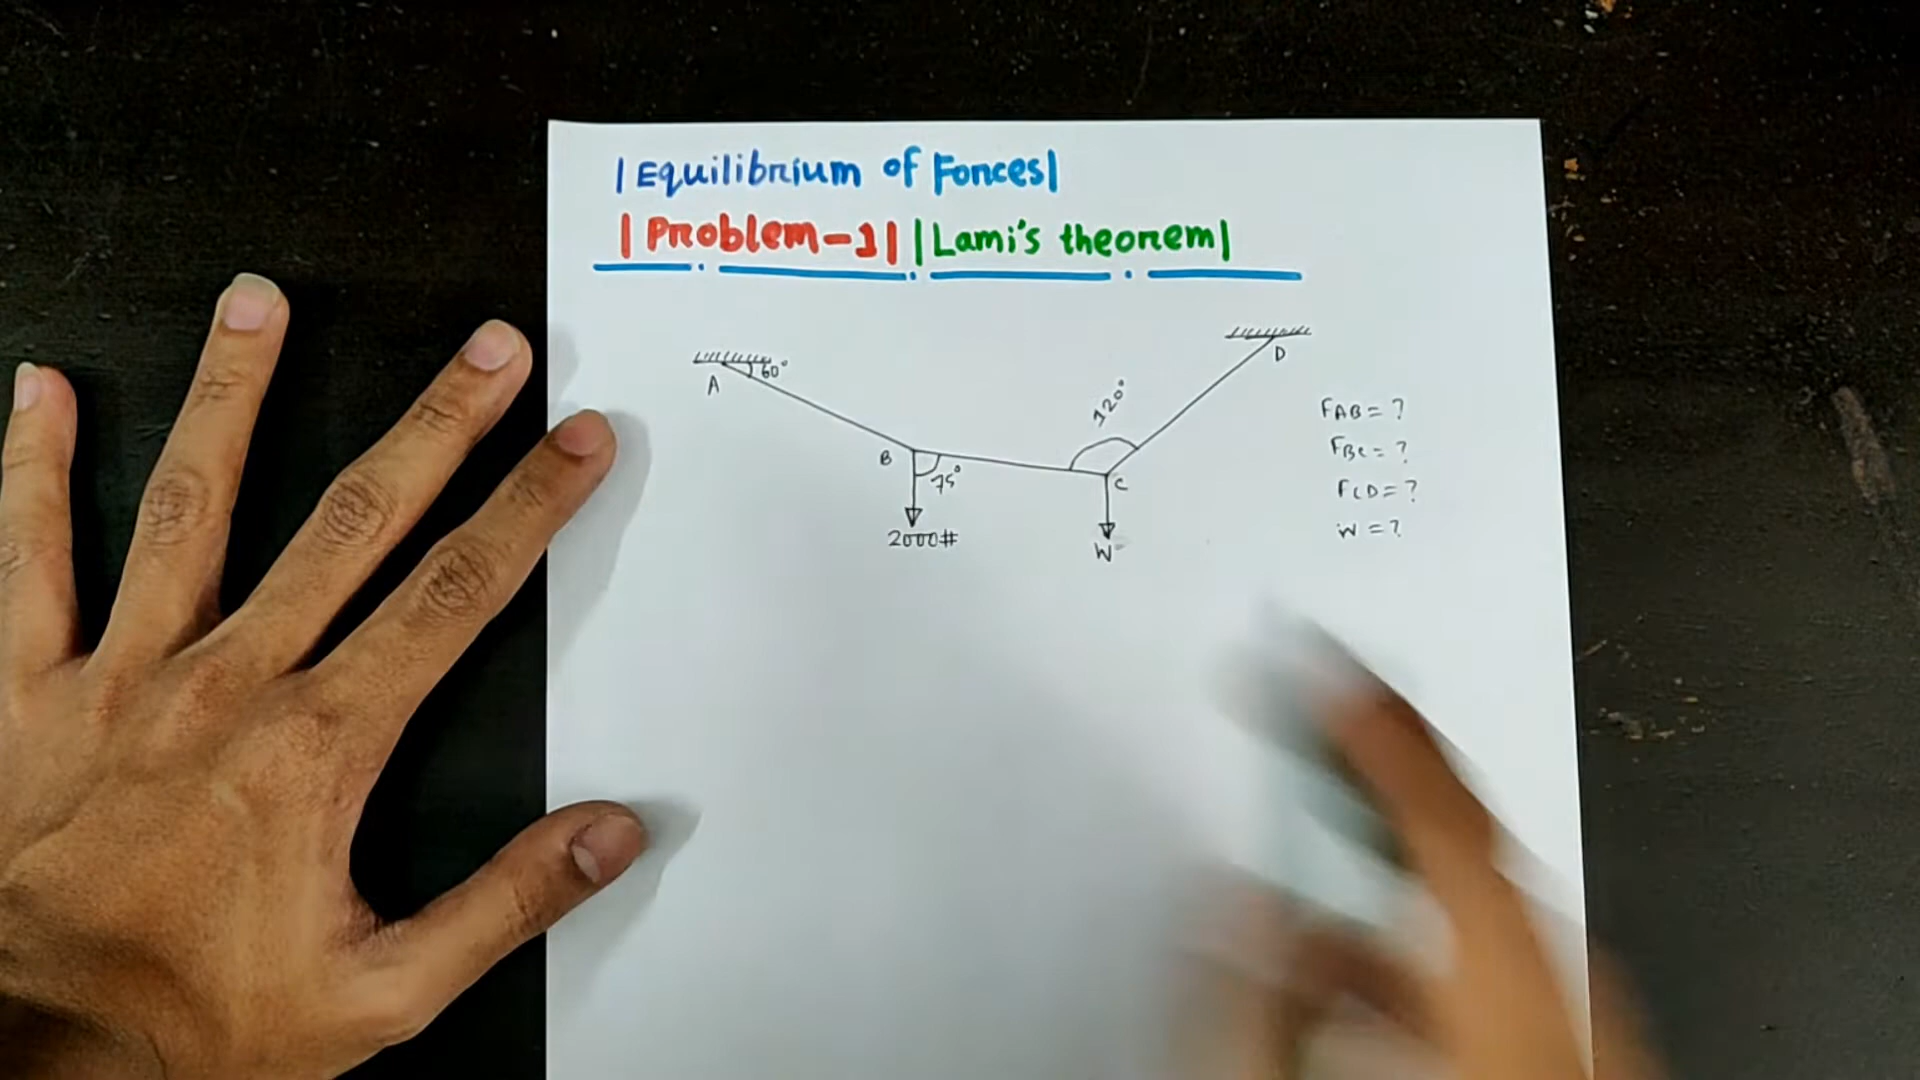 |Equilibrium of Forces|
|Problem-1||Lami's theorem|
A
60°
D
120°
B
75°
C
2000#
W
FAB = ?
FBC = ?
FCD = ?
W = ?